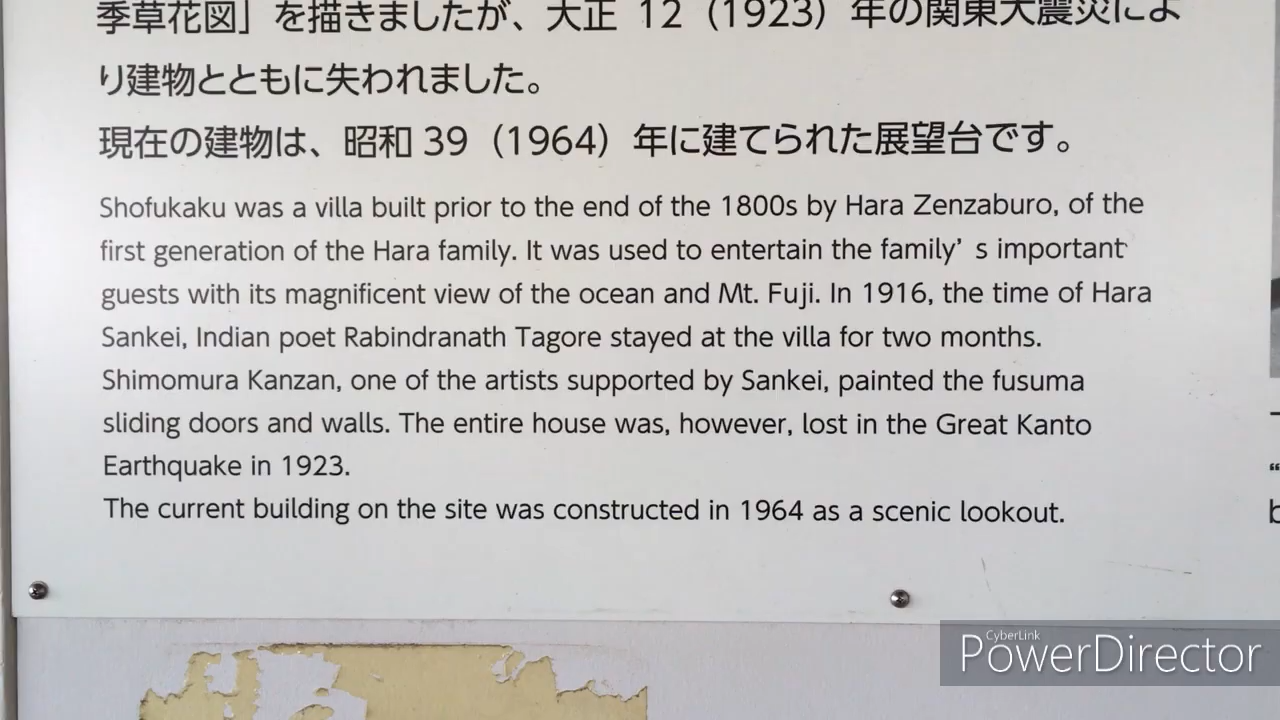 季草花図」を描きましたが、大正 12（1923）年の関東大震災によ
り建物とともに失われました。
現在の建物は、昭和 39（1964）年に建てられた展望台です。
Shofukaku was a villa built prior to the end of the 1800s by Hara Zenzaburo, of the
first generation of the Hara family. It was used to entertain the family’ s important
guests with its magnificent view of the ocean and Mt. Fuji. In 1916, the time of Hara
Sankei, Indian poet Rabindranath Tagore stayed at the villa for two months.
Shimomura Kanzan, one of the artists supported by Sankei, painted the fusuma
sliding doors and walls. The entire house was, however, lost in the Great Kanto
Earthquake in 1923.
The current building on the site was constructed in 1964 as a scenic lookout.
CyberLink
PowerDirector